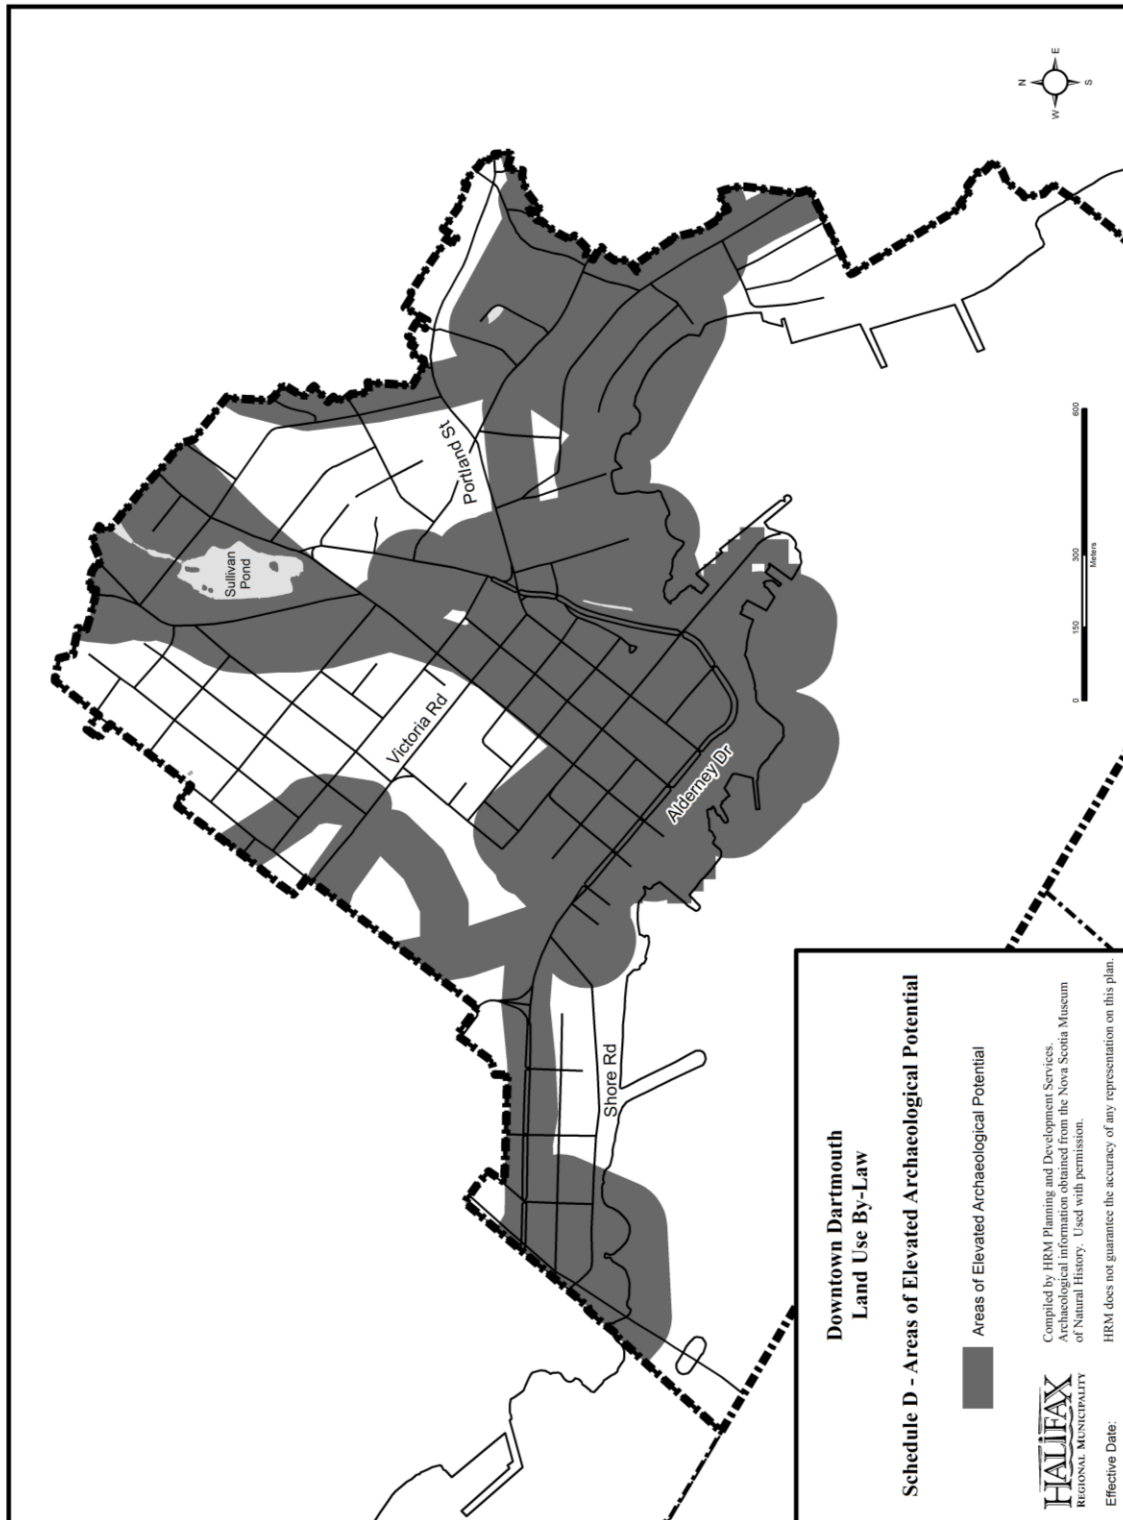 N
E
W
S
Sullivan
Pond
Portland St
Victoria Rd
Alderney Dr
Shore Rd
0 150 300 600
Meters
Downtown Dartmouth
Land Use By-Law
Schedule D - Areas of Elevated Archaeological Potential
Areas of Elevated Archaeological Potential
HALIFAX
REGIONAL MUNICIPALITY
Compiled by HRM Planning and Development Services.
Archaeological information obtained from the Nova Scotia Museum
of Natural History. Used with permission.
Effective Date:
HRM does not guarantee the accuracy of any representation on this plan.